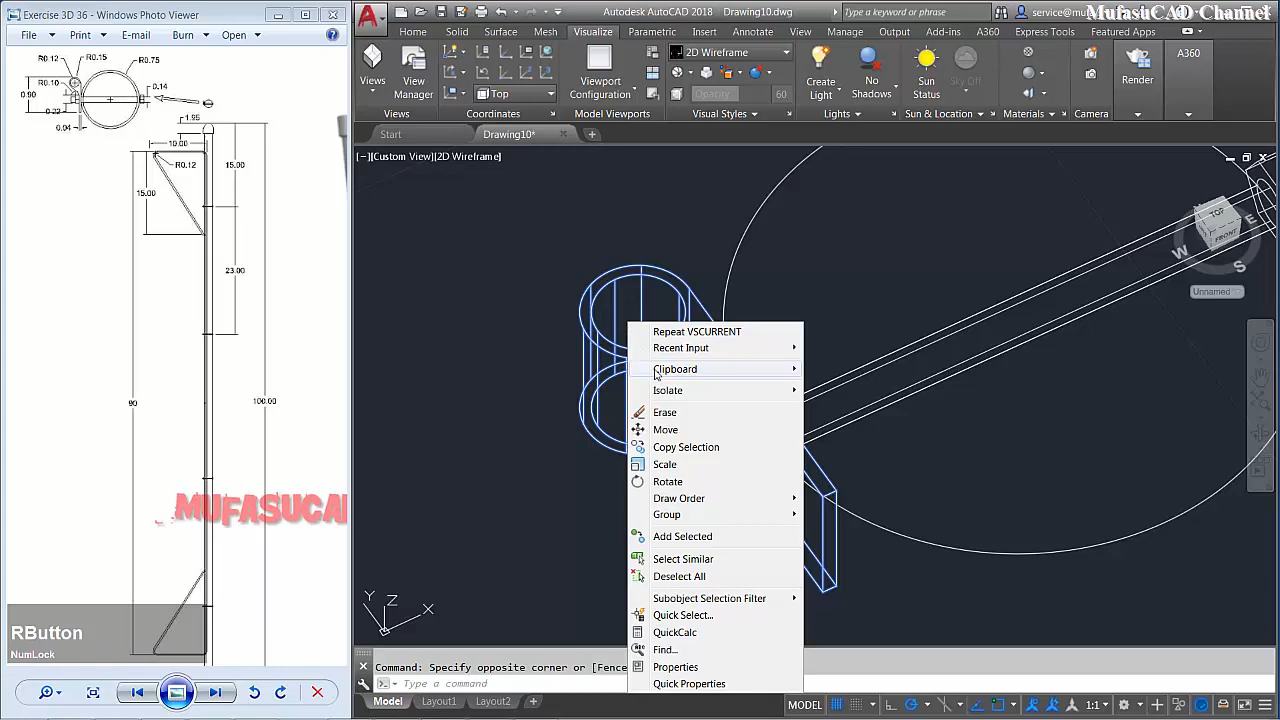 Exercise 3D 36 - Windows Photo Viewer
File
Print
E-mail
Burn
Open
R0.12
R0.15
R0.75
R0.10
0.14
0.90
0.22
0.04
1.95
10.00
R0.12
15.00
15.00
23.00
100.00
MUFASUCA
RButton
NumLock
Autodesk AutoCAD 2018 Drawing10.dwg
Type a keyword or phrase
MufasuCAD Channel
Home
Solid
Surface
Mesh
Visualize
Parametric
Insert
Annotate
View
Manage
Output
Add-ins
A360
Express Tools
Featured Apps
Views
View Manager
Views
Top
Coordinates
Viewport Configuration
Model Viewports
2D Wireframe
Opacity
60
Visual Styles
Create Light
No Shadows
Lights
Sun Status
Sky Off
Sun & Location
Materials
Camera
Render
A360
Start
Drawing10*
[−][Custom View][2D Wireframe]
TOP
FRONT
W
E
S
Unnamed
Repeat VSCURRENT
Recent Input
Clipboard
Isolate
Erase
Move
Copy Selection
Scale
Rotate
Draw Order
Group
Add Selected
Select Similar
Deselect All
Subobject Selection Filter
Quick Select...
QuickCalc
Find...
Properties
Quick Properties
Y
Z
X
Command: Specify opposite corner or [Fence
Type a command
Model
Layout1
Layout2
MODEL
1:1